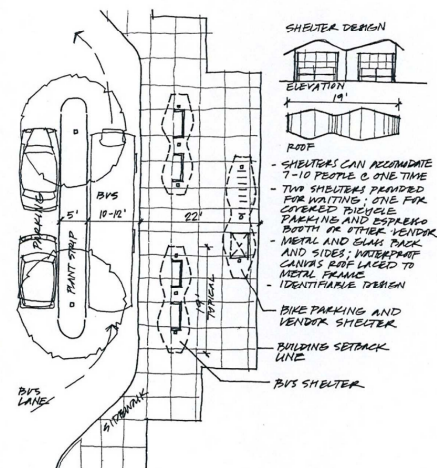 SHELTER DESIGN
ELEVATION
19'
ROOF
- SHELTERS CAN ACCOMODATE
7-10 PEOPLE @ ONE TIME
- TWO SHELTERS PROVIDED
FOR WAITING; ONE FOR
COVERED BICYCLE
PARKING AND ESPRESSO
BOOTH OR OTHER VENDOR
- METAL AND GLASS BACK
AND SIDES; WATERPROOF
CANVAS ROOF LACED TO
METAL FRAME
- IDENTIFIABLE DESIGN
BIKE PARKING AND
VENDOR SHELTER
BUILDING SETBACK
LINE
BUS SHELTER
PARKING
5'
PLANT STRIP
BUS
10-12'
22'
19'
TYPICAL
BUS
LANE
SIDEWALK